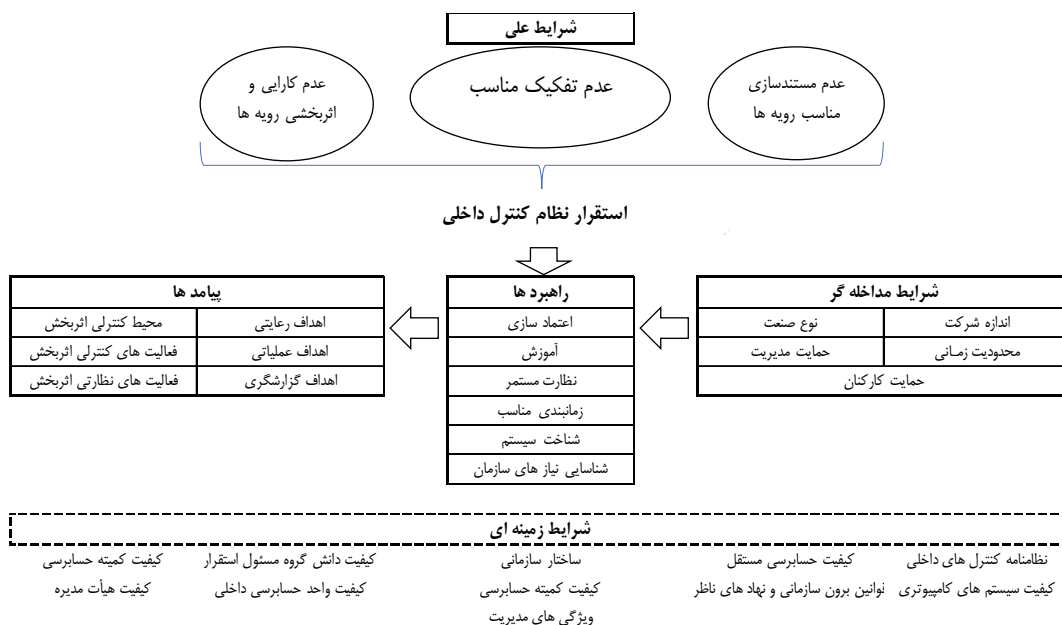 شرایط علی
عدم مستندسازی
مناسب رویه ها
عدم تفکیک مناسب
عدم کارایی و
اثربخشی رویه ها
استقرار نظام کنترل داخلی
شرایط مداخله گر
اندازه شرکت
نوع صنعت
محدودیت زمانی
حمایت مدیریت
حمایت کارکنان
راهبرد ها
اعتماد سازی
آموزش
نظارت مستمر
زمانبندی مناسب
شناخت سیستم
شناسایی نیاز های سازمان
پیامد ها
اهداف رعایتی
محیط کنترلی اثربخش
اهداف عملیاتی
فعالیت های کنترلی اثربخش
اهداف گزارشگری
فعالیت های نظارتی اثربخش
شرایط زمینه ای
نظامنامه کنترل های داخلی
کیفیت حسابرسی مستقل
ساختار سازمانی
کیفیت دانش گروه مسئول استقرار
کیفیت کمیته حسابرسی
کیفیت سیستم های کامپیوتری
قوانین برون سازمانی و نهاد های ناظر
کیفیت کمیته حسابرسی
کیفیت واحد حسابرسی داخلی
کیفیت هیأت مدیره
ویژگی های مدیریت